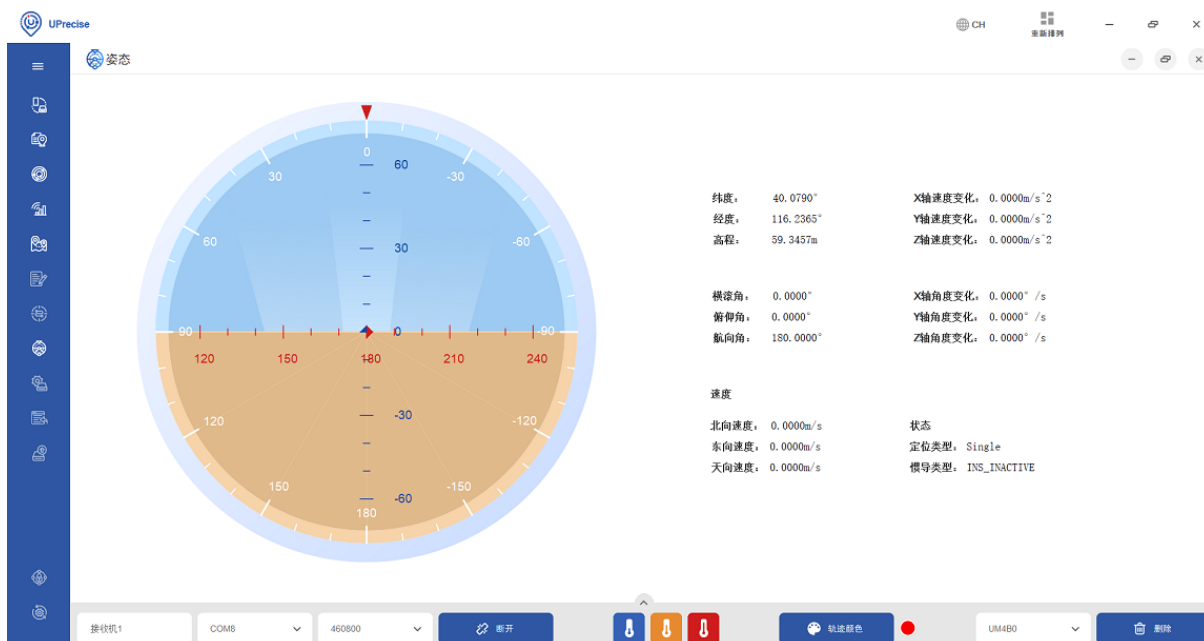 UPrecise
CH
重新排列
姿态
0
30
-30
60
-60
90
-90
120
-120
150
-150
180
60
30
0
-30
-60
120 150 180 210 240
纬度： 40.0790° X轴速度变化： 0.0000m/s^2
经度： 116.2365° Y轴速度变化： 0.0000m/s^2
高程： 59.3457m Z轴速度变化： 0.0000m/s^2
横滚角： 0.0000° X轴角度变化： 0.0000° /s
俯仰角： 0.0000° Y轴角度变化： 0.0000° /s
航向角： 180.0000° Z轴角度变化： 0.0000° /s
速度
北向速度： 0.0000m/s 状态
东向速度： 0.0000m/s 定位类型： Single
天向速度： 0.0000m/s 惯导类型： INS_INACTIVE
接收机1 COM8 460800 断开 轨迹颜色 UM4B0 删除